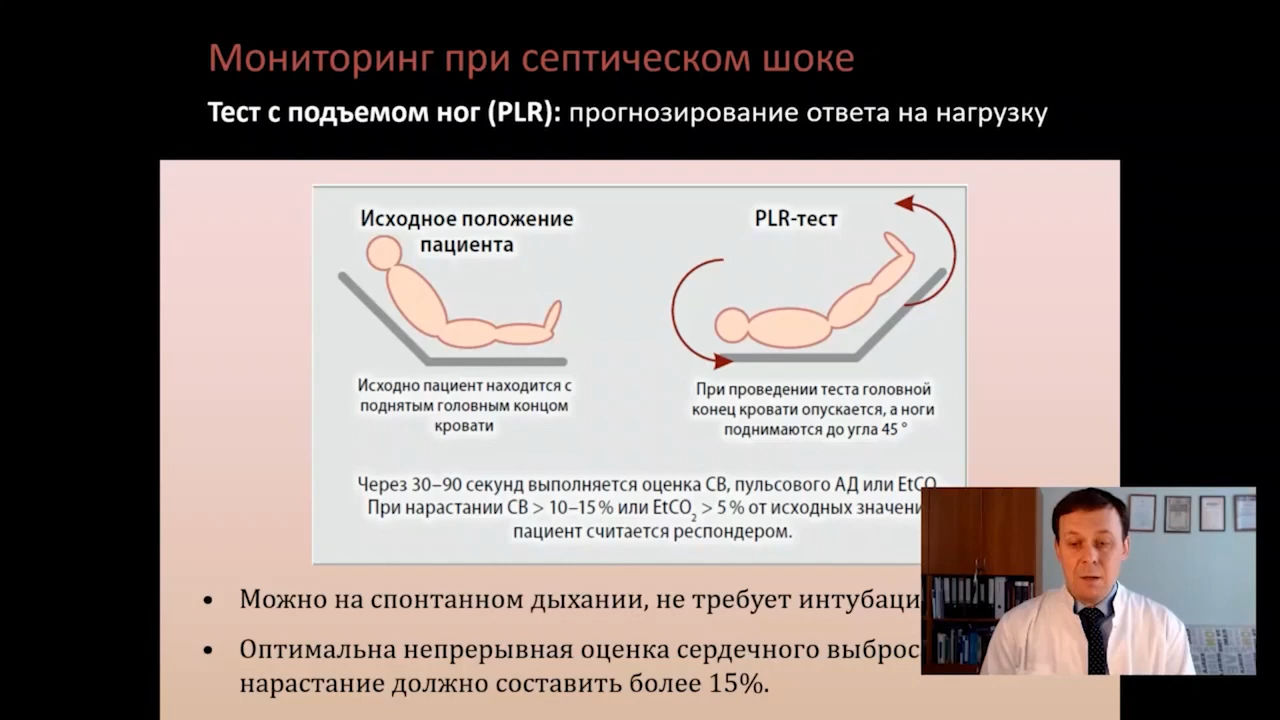 Мониторинг при септическом шоке
Тест с подъемом ног (PLR): прогнозирование ответа на нагрузку
Исходное положение
пациента
PLR-тест
Исходно пациент находится с
поднятым головным концом
кровати
При проведении теста головной
конец кровати опускается, а ноги
поднимаются до угла 45 °
Через 30–90 секунд выполняется оценка СВ, пульсового АД или EtCO
При нарастании СВ > 10–15 % или EtCO₂ > 5 % от исходных значени
пациент считается респондером.
• Можно на спонтанном дыхании, не требует интубаци
• Оптимальна непрерывная оценка сердечного выброс
нарастание должно составить более 15%.